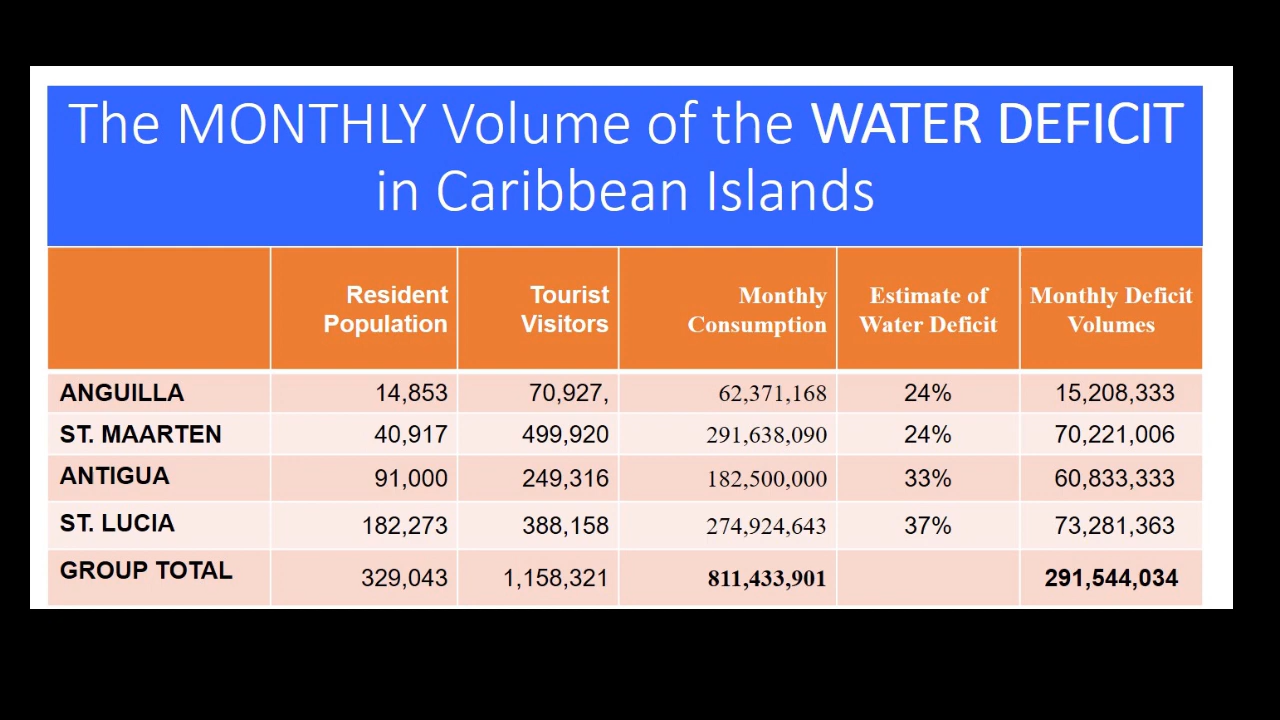 The MONTHLY Volume of the WATER DEFICIT
in Caribbean Islands
Resident Population Tourist Visitors Monthly Consumption Estimate of Water Deficit Monthly Deficit Volumes
ANGUILLA 14,853 70,927, 62,371,168 24% 15,208,333
ST. MAARTEN 40,917 499,920 291,638,090 24% 70,221,006
ANTIGUA 91,000 249,316 182,500,000 33% 60,833,333
ST. LUCIA 182,273 388,158 274,924,643 37% 73,281,363
GROUP TOTAL 329,043 1,158,321 811,433,901 291,544,034